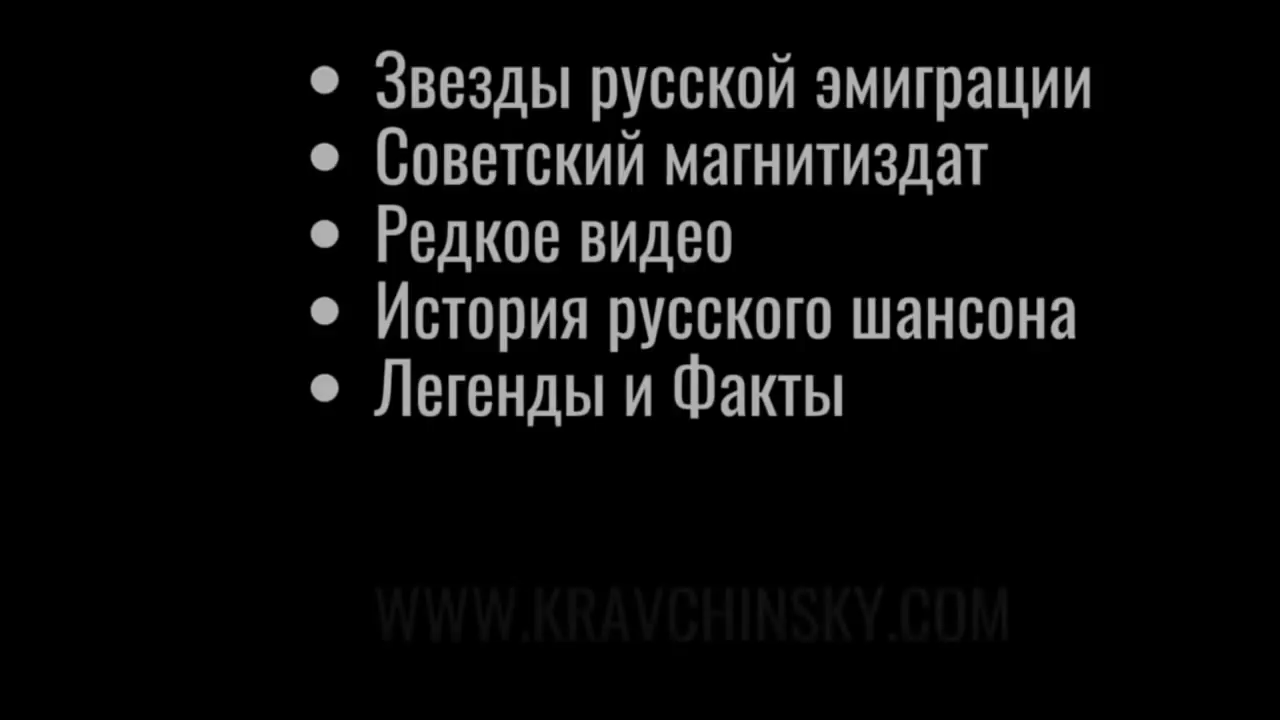 • Звезды русской эмиграции
• Советский магнитиздат
• Редкое видео
• История русского шансона
• Легенды и Факты
WWW.KRAVCHINSKY.COM